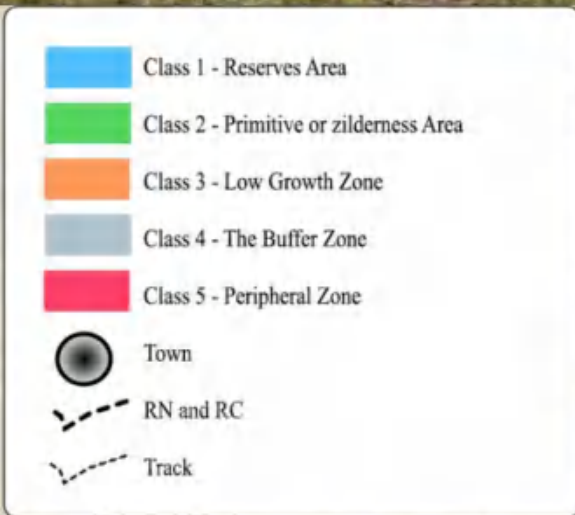 Class 1 - Reserves Area
Class 2 - Primitive or zilderness Area
Class 3 - Low Growth Zone
Class 4 - The Buffer Zone
Class 5 - Peripheral Zone
Town
RN and RC
Track